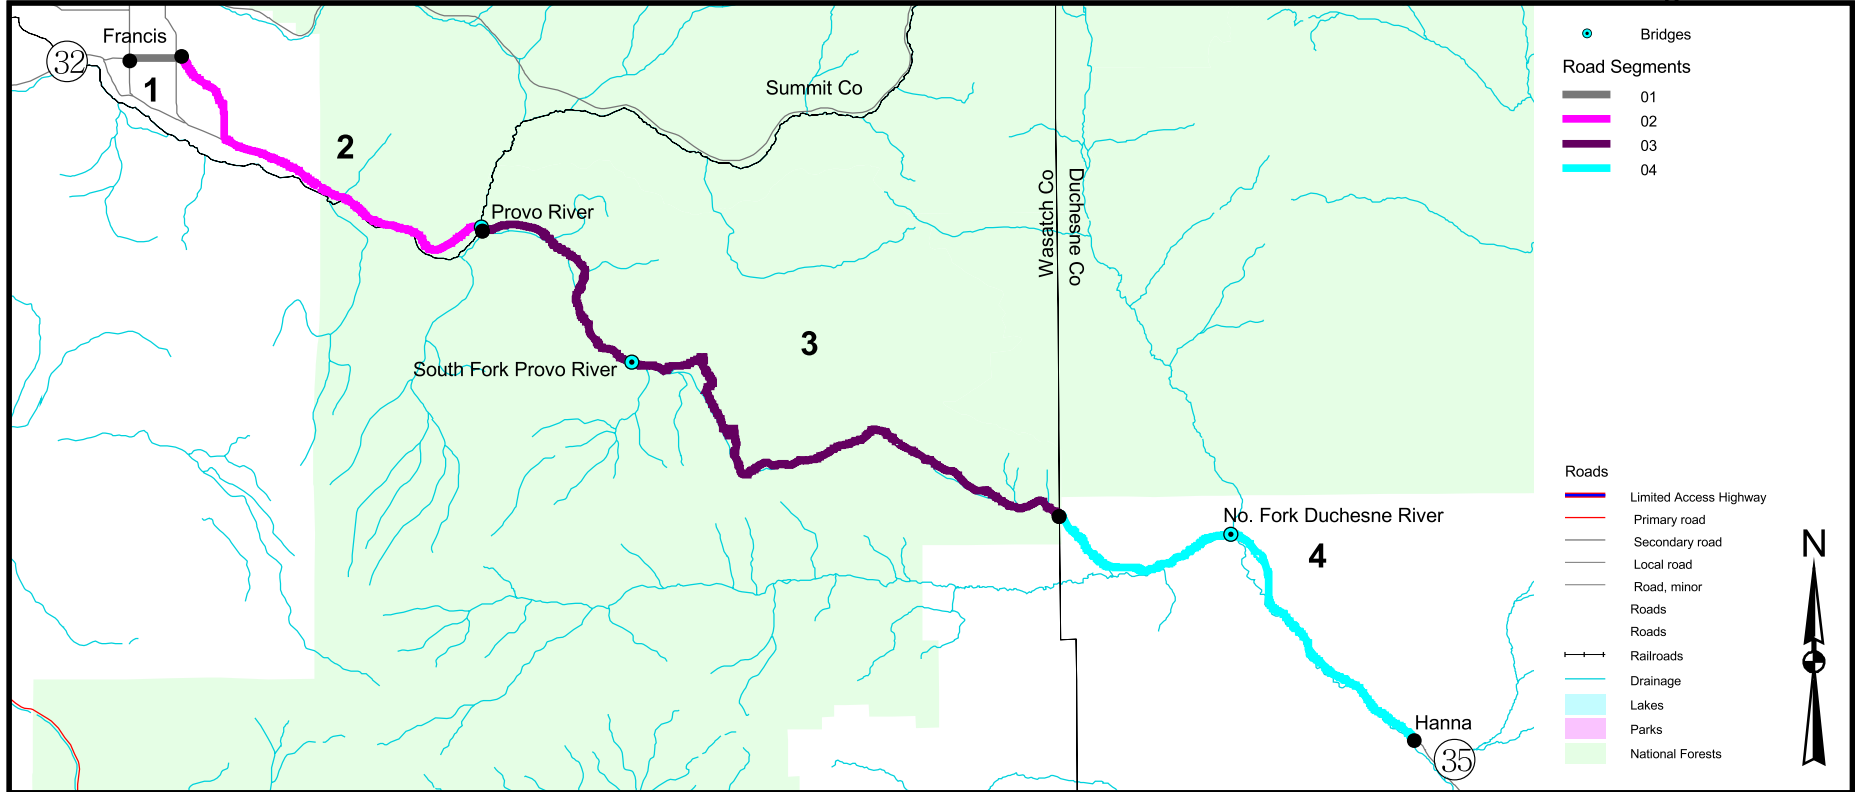 Francis
32
1
2
Summit Co
Provo River
Wasatch Co
Duchesne Co
3
South Fork Provo River
No. Fork Duchesne River
4
Hanna
35
Bridges
Road Segments
01
02
03
04
Roads
Limited Access Highway
Primary road
Secondary road
Local road
Road, minor
Roads
Roads
Railroads
Drainage
Lakes
Parks
National Forests
N